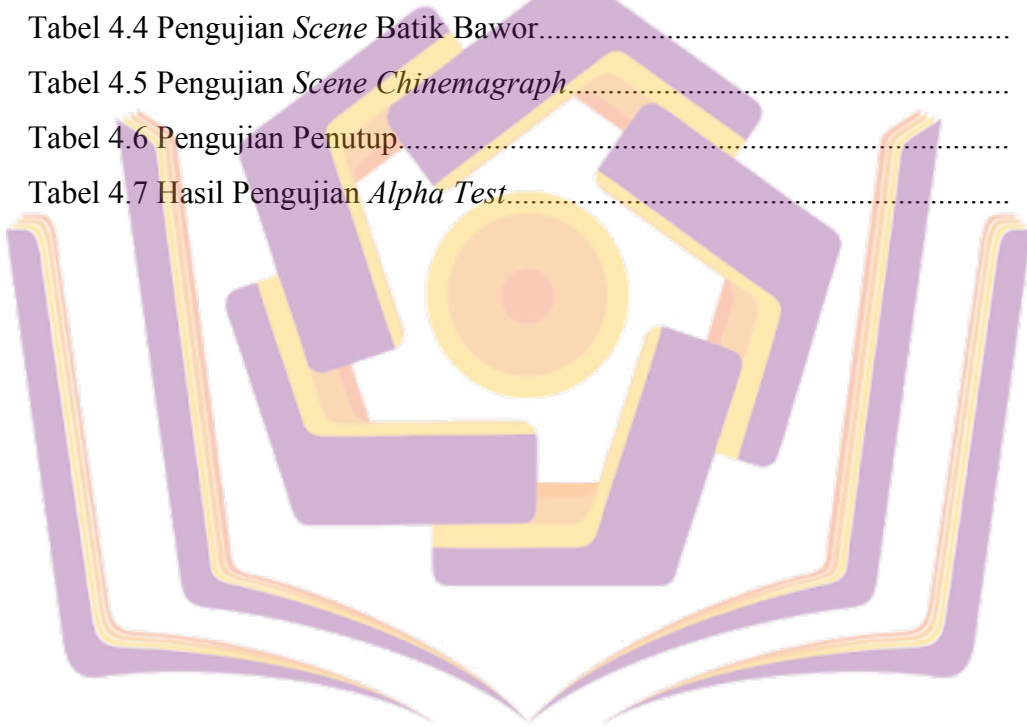 Tabel 4.4 Pengujian Scene Batik Bawor............................................................
Tabel 4.5 Pengujian Scene Chinemagraph.........................................................
Tabel 4.6 Pengujian Penutup..............................................................................
Tabel 4.7 Hasil Pengujian Alpha Test................................................................